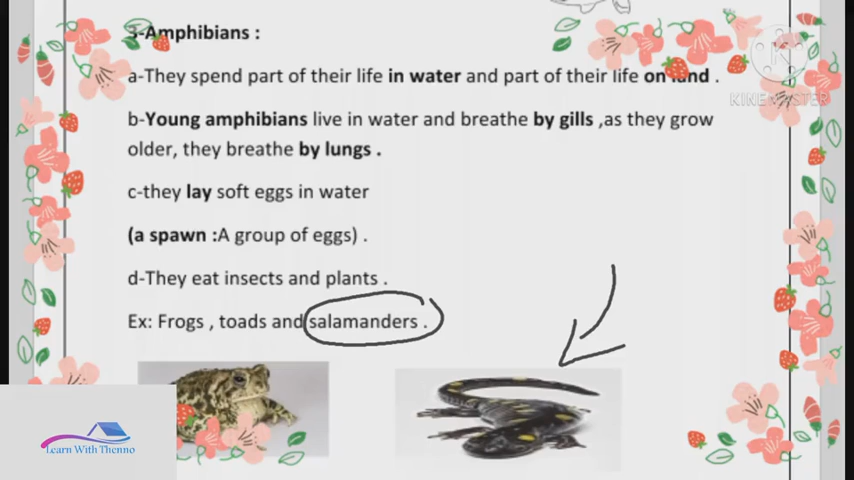 3-Amphibians :
a-They spend part of their life in water and part of their life on land .
b-Young amphibians live in water and breathe by gills ,as they grow
older, they breathe by lungs .
c-they lay soft eggs in water
(a spawn :A group of eggs) .
d-They eat insects and plants .
Ex: Frogs , toads and salamanders .
KINEMASTER
Learn With Thenno